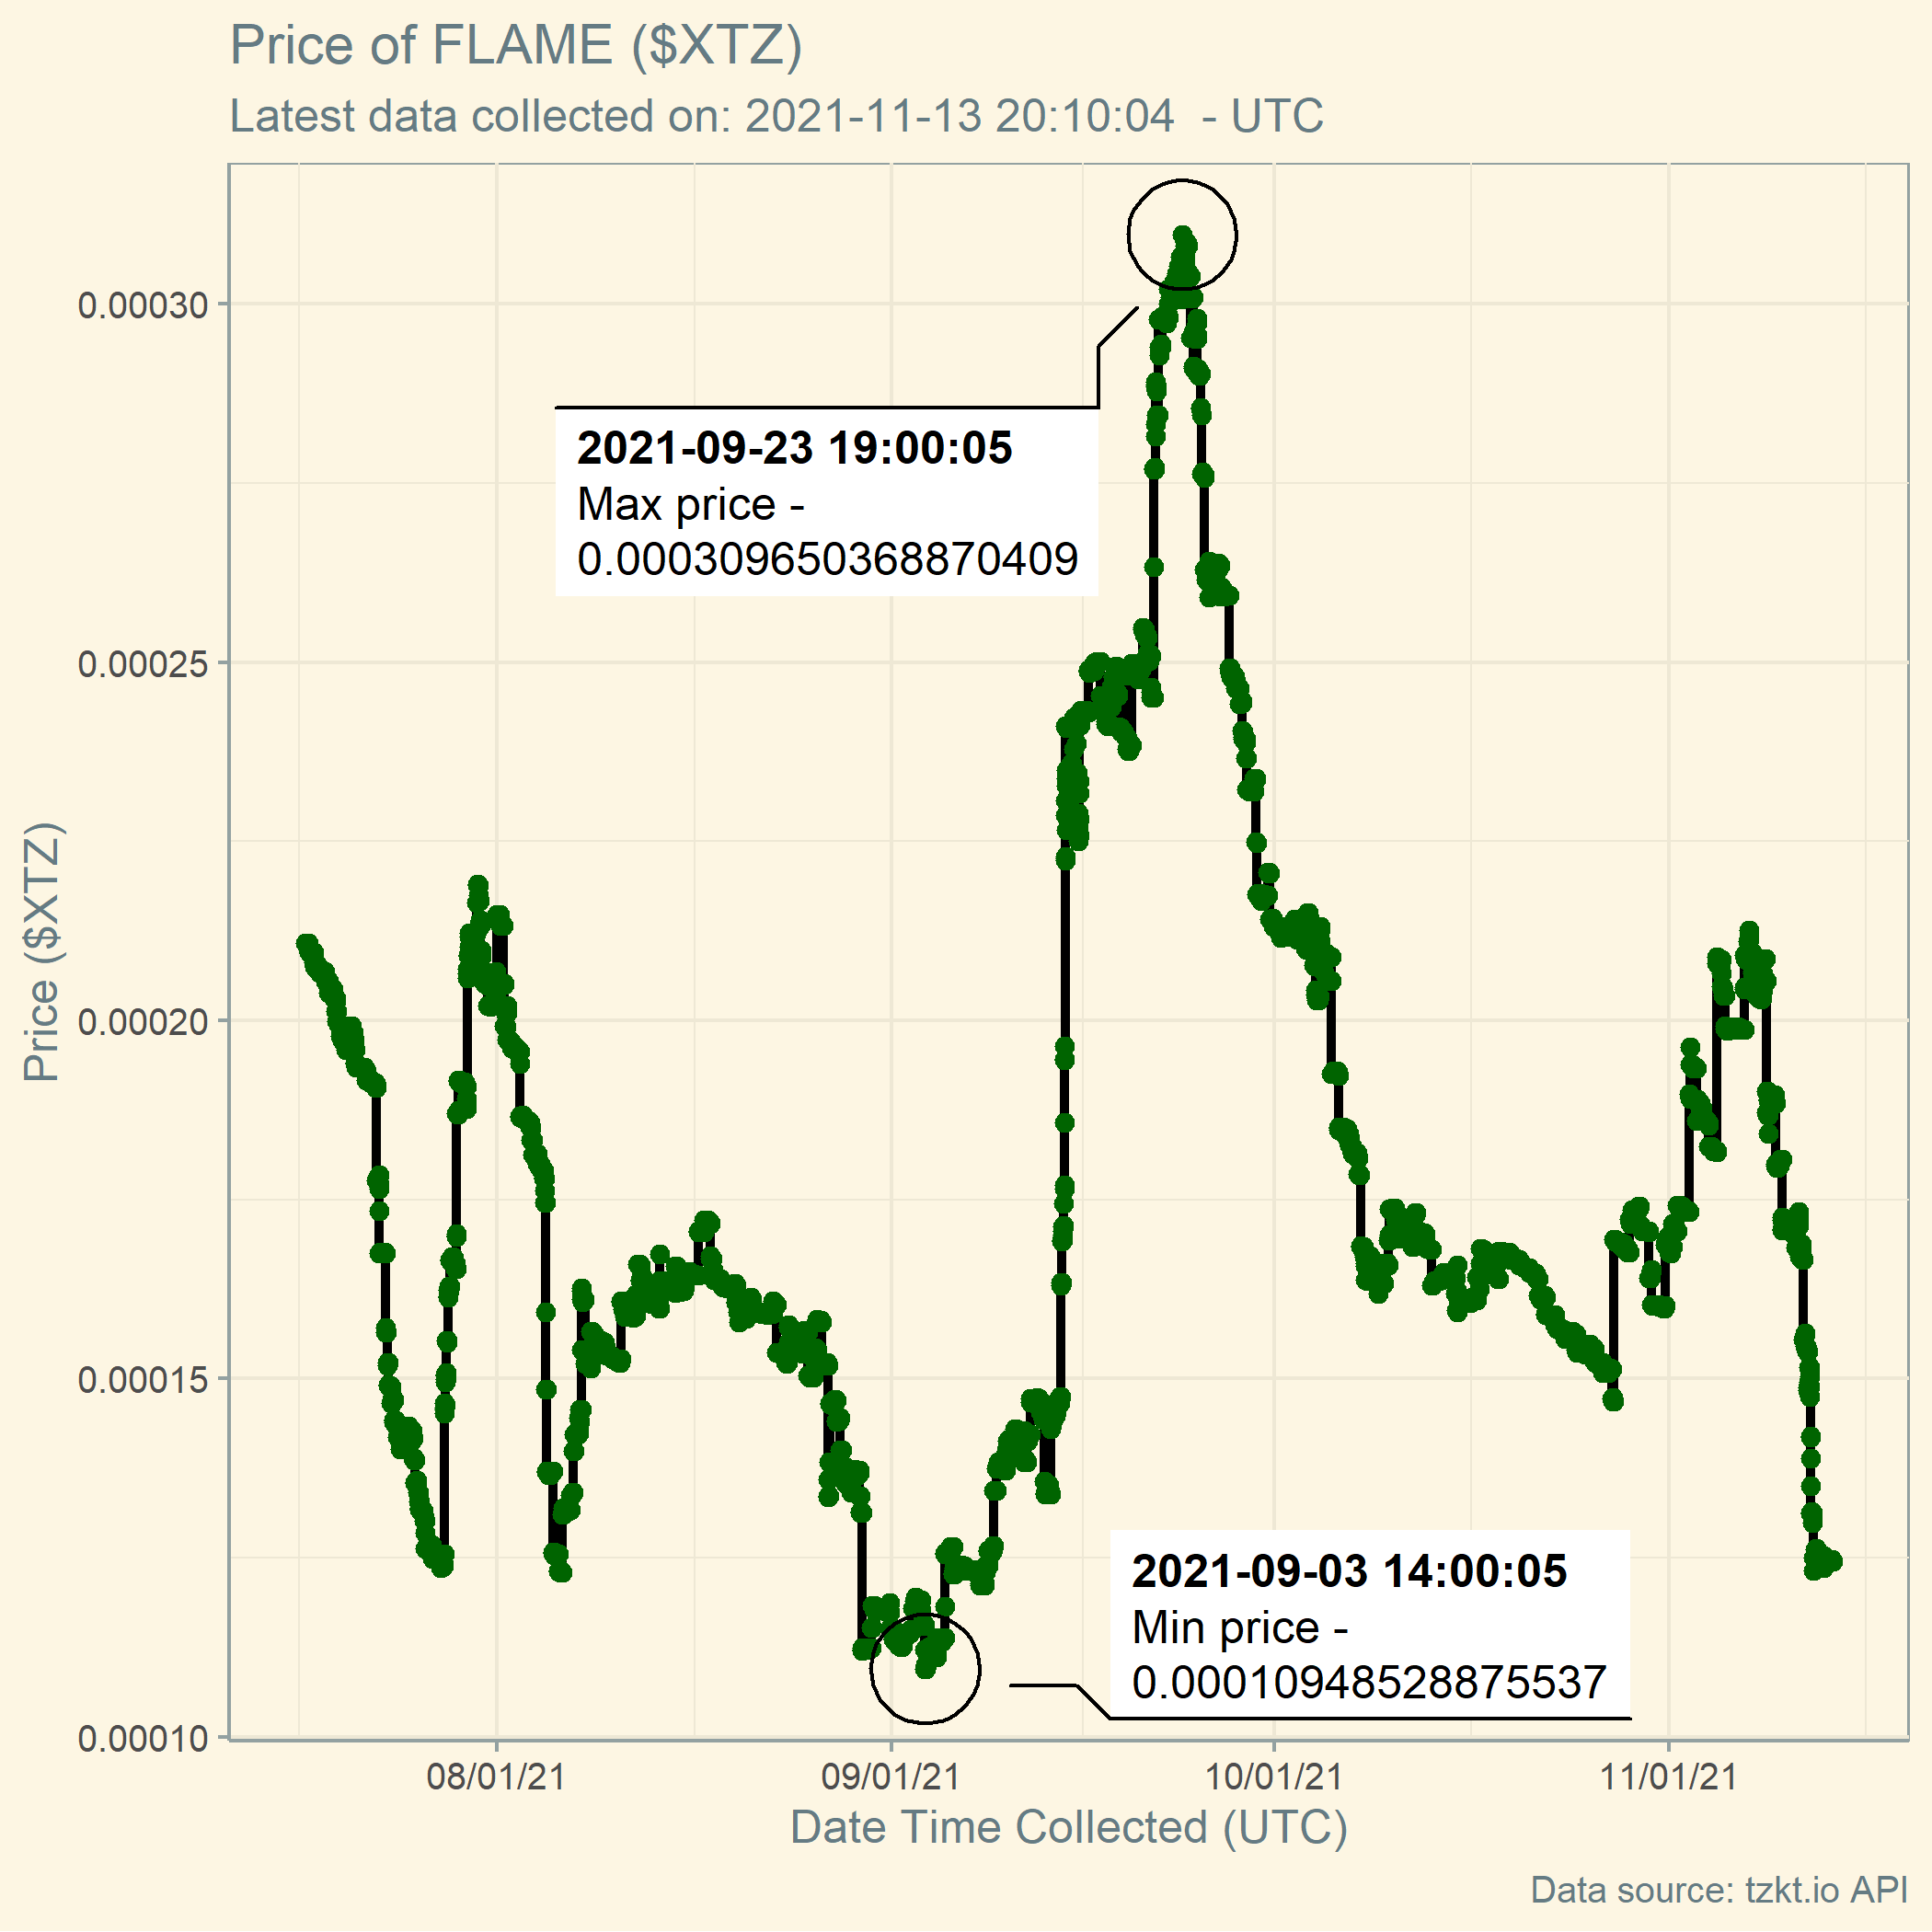 Price of FLAME ($XTZ)
Latest data collected on: 2021-11-13 20:10:04  - UTC
0.00030
2021-09-23 19:00:05
Max price -
0.000309650368870409
0.00025
Price ($XTZ)
0.00020
0.00015
2021-09-03 14:00:05
Min price -
0.000109485288875537
0.00010
08/01/21
09/01/21
10/01/21
11/01/21
Date Time Collected (UTC)
Data source: tzkt.io API